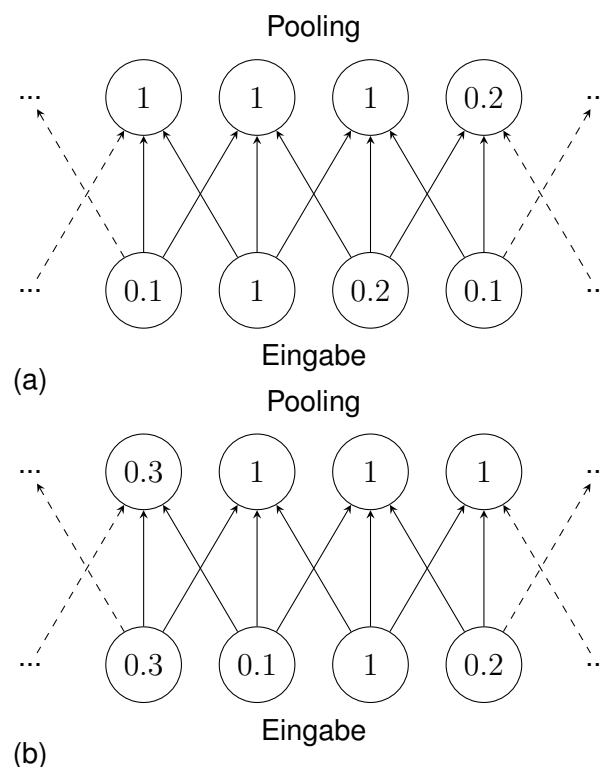 Pooling
... 1 1 1 0.2 ..
... 0.1 1 0.2 0.1 ..
Eingabe
(a)
Pooling
... 0.3 1 1 1 ..
... 0.3 0.1 1 0.2 ..
Eingabe
(b)